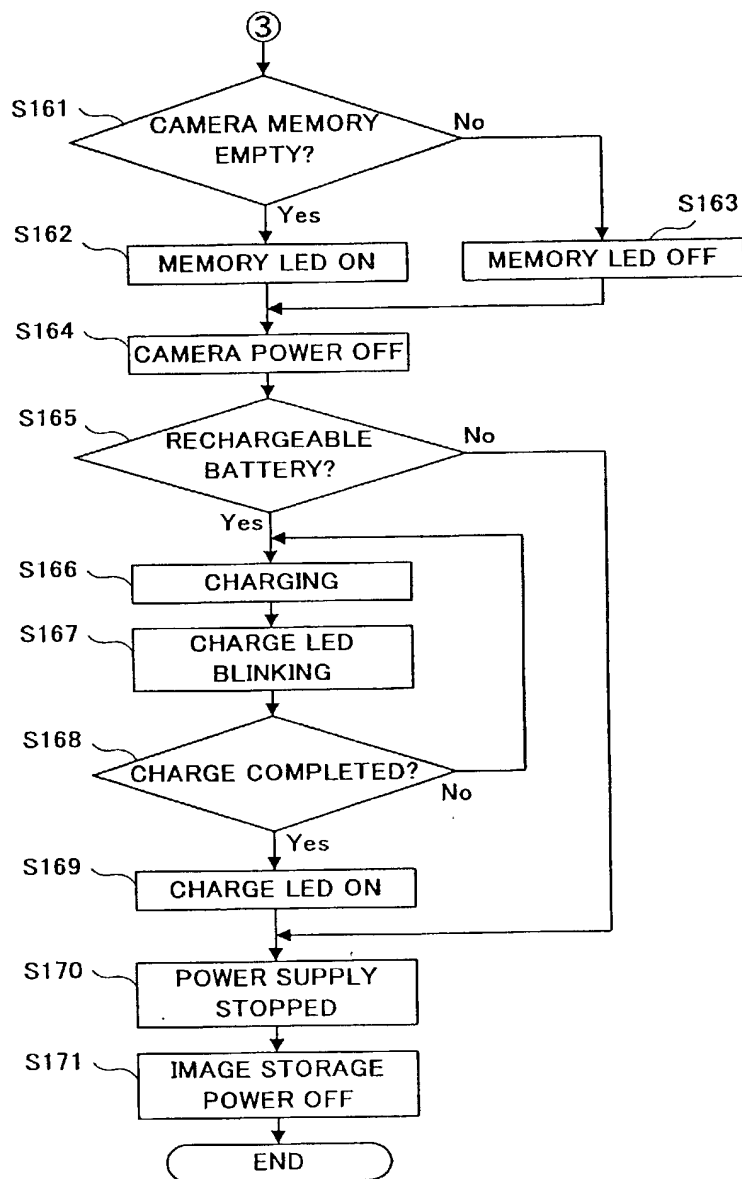 ③
S161
CAMERA MEMORY
EMPTY?
No
Yes
S162
MEMORY LED ON
S163
MEMORY LED OFF
S164
CAMERA POWER OFF
S165
RECHARGEABLE
BATTERY?
No
Yes
S166
CHARGING
S167
CHARGE LED
BLINKING
S168
CHARGE COMPLETED?
No
Yes
S169
CHARGE LED ON
S170
POWER SUPPLY
STOPPED
S171
IMAGE STORAGE
POWER OFF
END